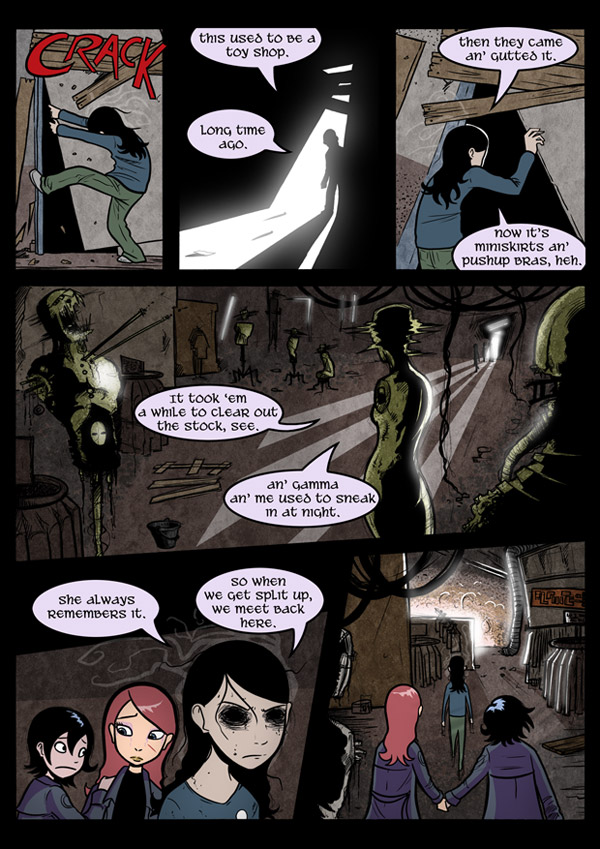 CRACK
this used to be a
toy shop.
Long time
ago.
then they came
an' gutted it.
now it's
miniskirts an'
pushup bras, heh.
It took 'em
a while to clear out
the stock, see.
an' Gamma
an' me used to sneak
in at night.
she always
remembers it.
so when
we get split up,
we meet back
here.